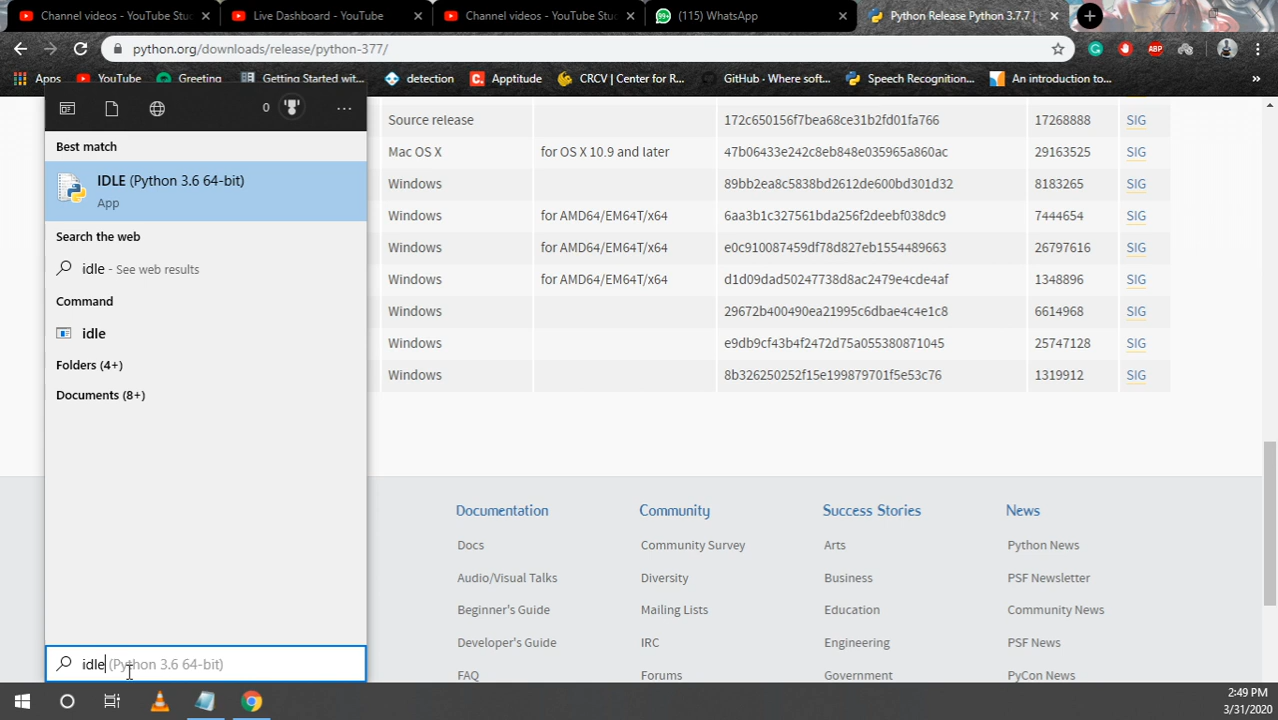 Channel videos - YouTube Stu
Live Dashboard - YouTube
Channel videos - YouTube Stu
(115) WhatsApp
Python Release Python 3.7.7 |
python.org/downloads/release/python-377/
Apps
YouTube
Greeting
Getting Started wit...
detection
Apptitude
CRCV | Center for R...
GitHub · Where soft...
Speech Recognition...
An introduction to...
»
0
Best match
IDLE (Python 3.6 64-bit)
App
Search the web
idle - See web results
Command
idle
Folders (4+)
Documents (8+)
idle (Python 3.6 64-bit)
Source release 172c650156f7bea68ce31b2fd01fa766 17268888 SIG
Mac OS X for OS X 10.9 and later 47b06433e242c8eb848e035965a860ac 29163525 SIG
Windows 89bb2ea8c5838bd2612de600bd301d32 8183265 SIG
Windows for AMD64/EM64T/x64 6aa3b1c327561bda256f2deebf038dc9 7444654 SIG
Windows for AMD64/EM64T/x64 e0c910087459df78d827eb1554489663 26797616 SIG
Windows for AMD64/EM64T/x64 d1d09dad50247738d8ac2479e4cde4af 1348896 SIG
Windows 29672b400490ea21995c6dbae4c4e1c8 6614968 SIG
Windows e9db9cf43b4f2472d75a055380871045 25747128 SIG
Windows 8b326250252f15e199879701f5e53c76 1319912 SIG
Documentation
Docs
Audio/Visual Talks
Beginner's Guide
Developer's Guide
FAQ
Community
Community Survey
Diversity
Mailing Lists
IRC
Forums
Success Stories
Arts
Business
Education
Engineering
Government
News
Python News
PSF Newsletter
Community News
PSF News
PyCon News
2:49 PM
3/31/2020